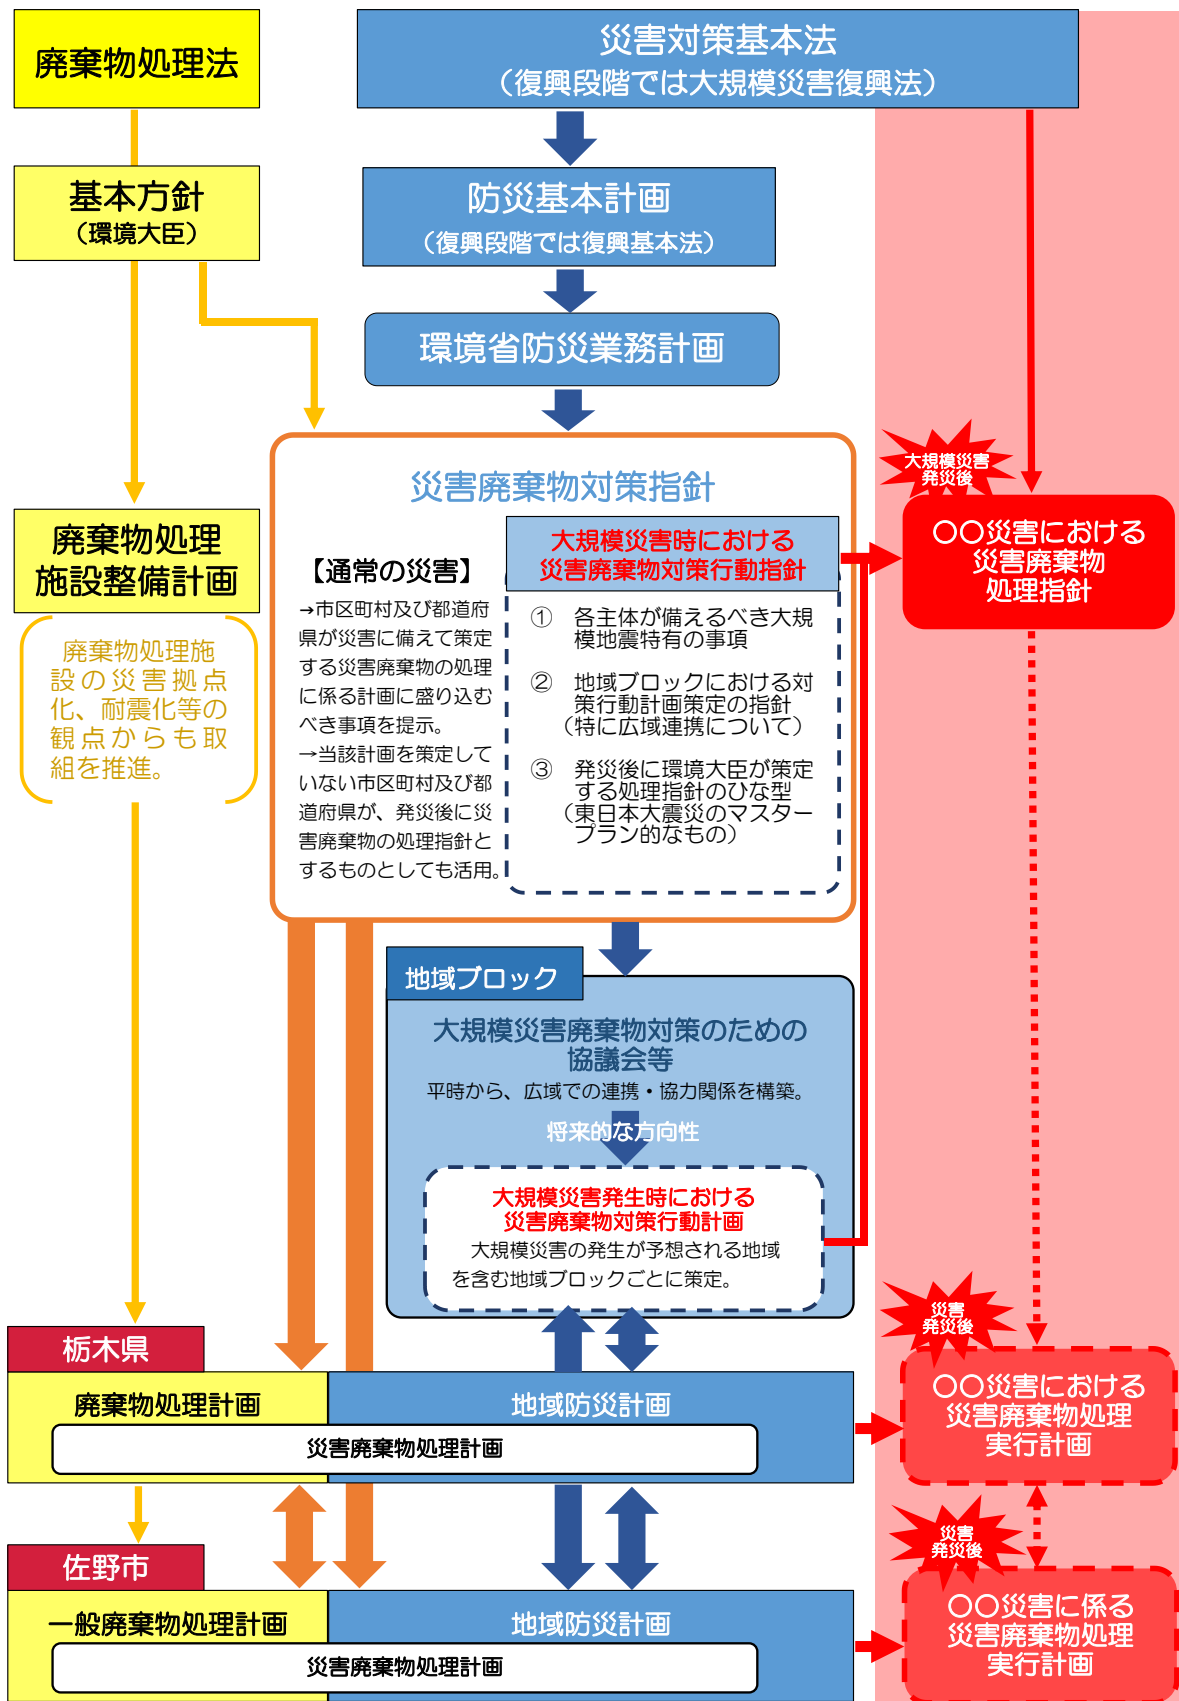 廃棄物処理法
災害対策基本法
（復興段階では大規模災害復興法）
基本方針
（環境大臣）
防災基本計画
（復興段階では復興基本法）
環境省防災業務計画
災害廃棄物対策指針
【通常の災害】
→市区町村及び都道府
県が災害に備えて策定
する災害廃棄物の処理
に係る計画に盛り込む
べき事項を提示。
→当該計画を策定して
いない市区町村及び都
道府県が、発災後に災
害廃棄物の処理指針と
するものとしても活用。
大規模災害時における
災害廃棄物対策行動指針
① 各主体が備えるべき大規
模地震特有の事項
② 地域ブロックにおける対
策行動計画策定の指針
（特に広域連携について）
③ 発災後に環境大臣が策定
する処理指針のひな型
（東日本大震災のマスター
プラン的なもの）
大規模災害
発災後
〇〇災害における
災害廃棄物
処理指針
廃棄物処理
施設整備計画
廃棄物処理施
設の災害拠点
化、耐震化等の
観点からも取
組を推進。
地域ブロック
大規模災害廃棄物対策のための
協議会等
平時から、広域での連携・協力関係を構築。
将来的な方向性
大規模災害発生時における
災害廃棄物対策行動計画
大規模災害の発生が予想される地域
を含む地域ブロックごとに策定。
栃木県
廃棄物処理計画
地域防災計画
災害廃棄物処理計画
災害
発災後
〇〇災害における
災害廃棄物処理
実行計画
佐野市
一般廃棄物処理計画
地域防災計画
災害廃棄物処理計画
災害
発災後
〇〇災害に係る
災害廃棄物処理
実行計画